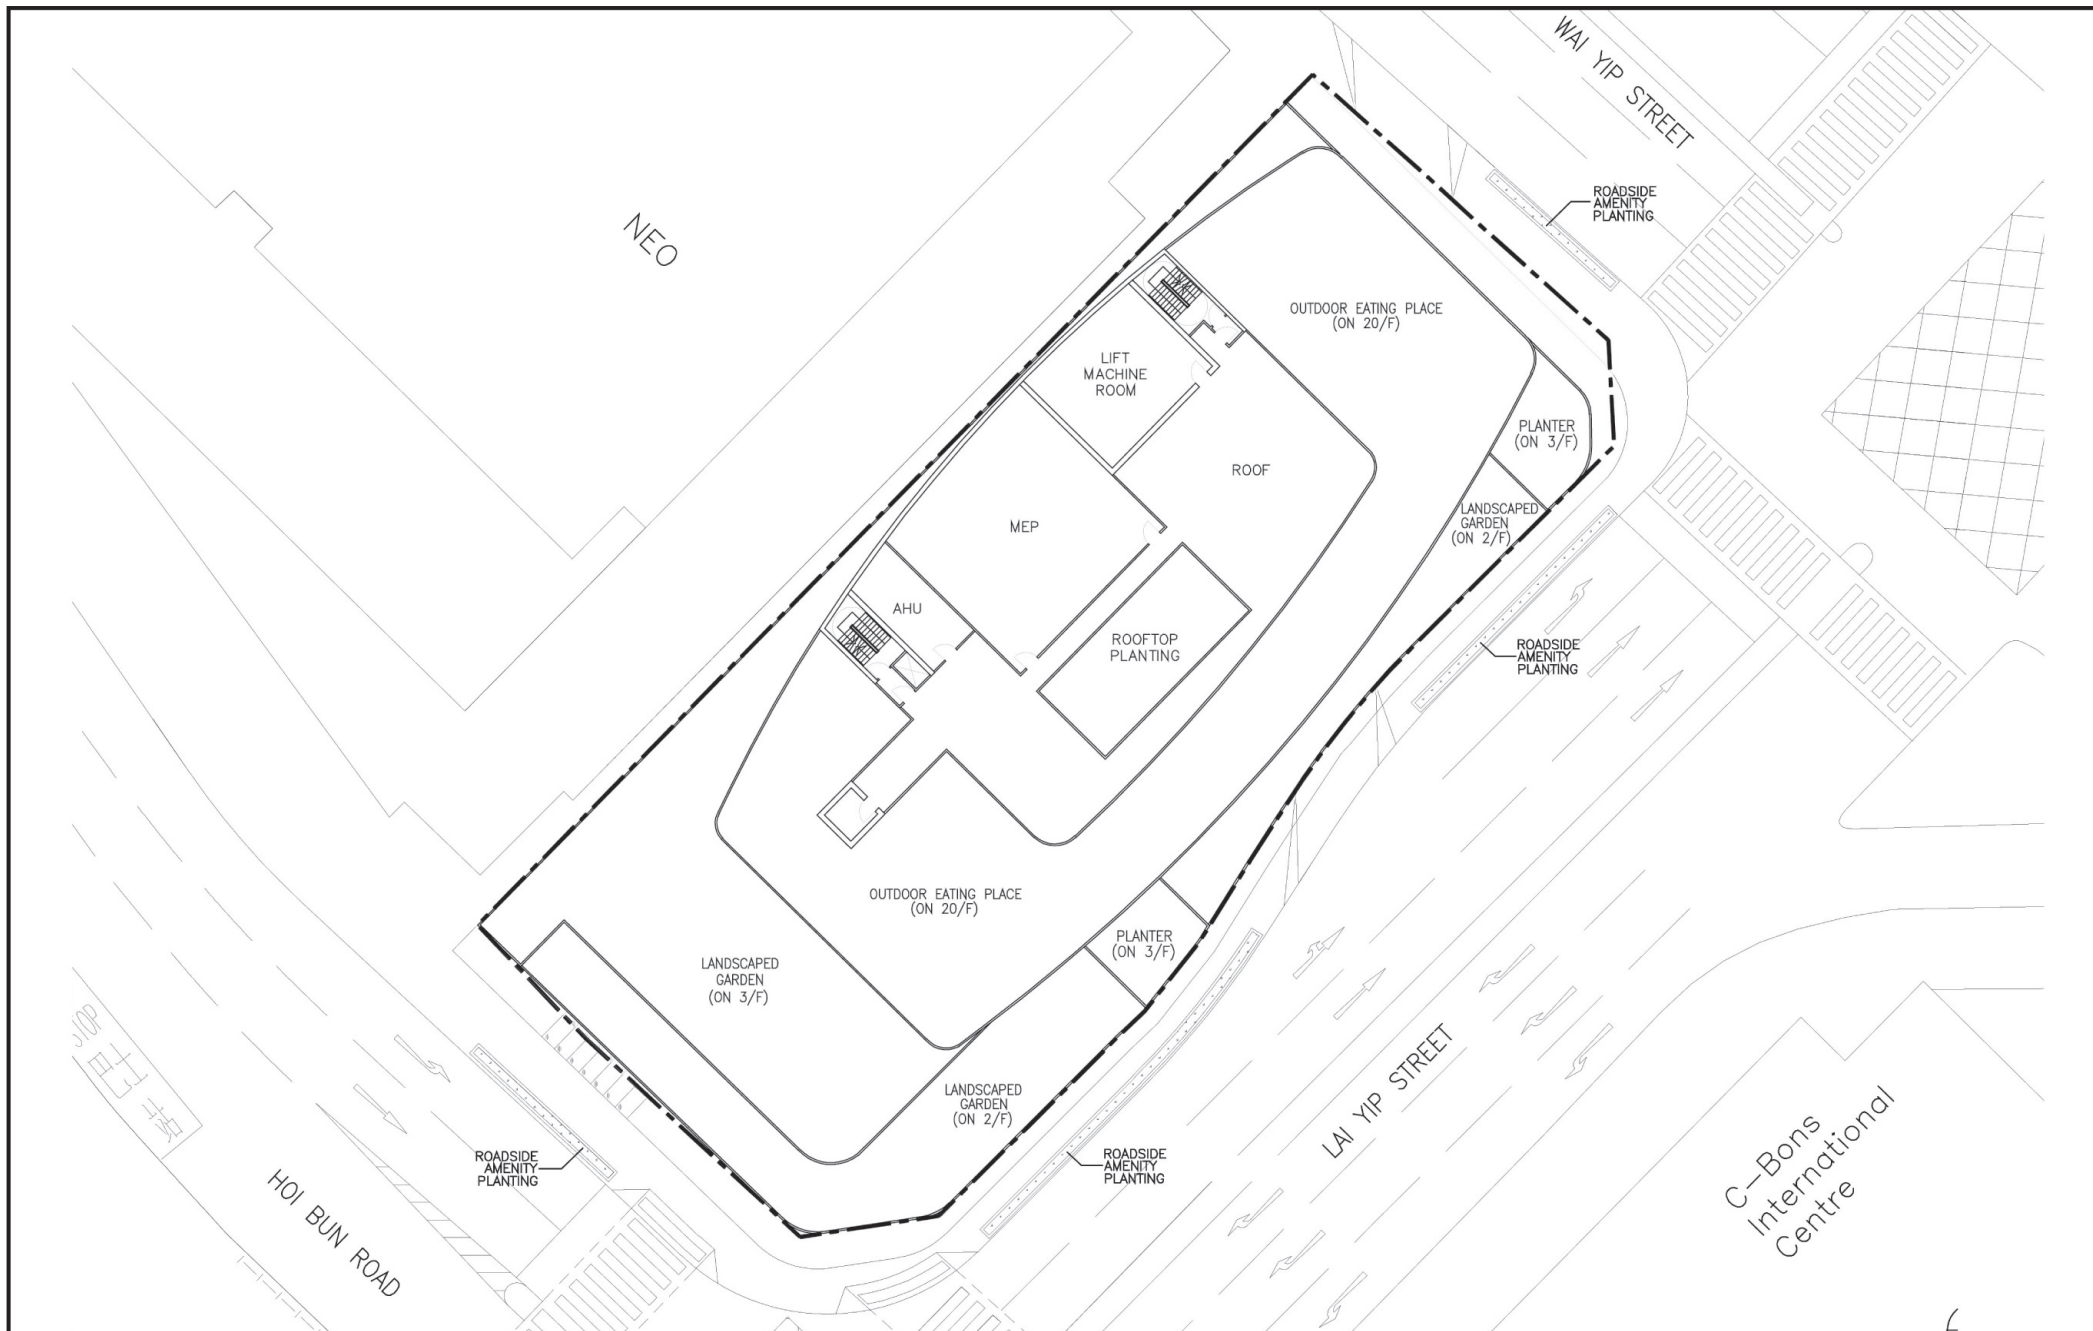 WAI YIP STREET
ROADSIDE
AMENITY
PLANTING
NEO
OUTDOOR EATING PLACE
(ON 20/F)
LIFT
MACHINE
ROOM
PLANTER
(ON 3/F)
ROOF
LANDSCAPED
GARDEN
(ON 2/F)
MEP
AHU
ROOFTOP
PLANTING
ROADSIDE
AMENITY
PLANTING
OUTDOOR EATING PLACE
(ON 20/F)
PLANTER
(ON 3/F)
LANDSCAPED
GARDEN
(ON 3/F)
LANDSCAPED
GARDEN
(ON 2/F)
ROADSIDE
AMENITY
PLANTING
ROADSIDE
AMENITY
PLANTING
LAI YIP STREET
HOI BUN ROAD
C-Bons
International
Centre